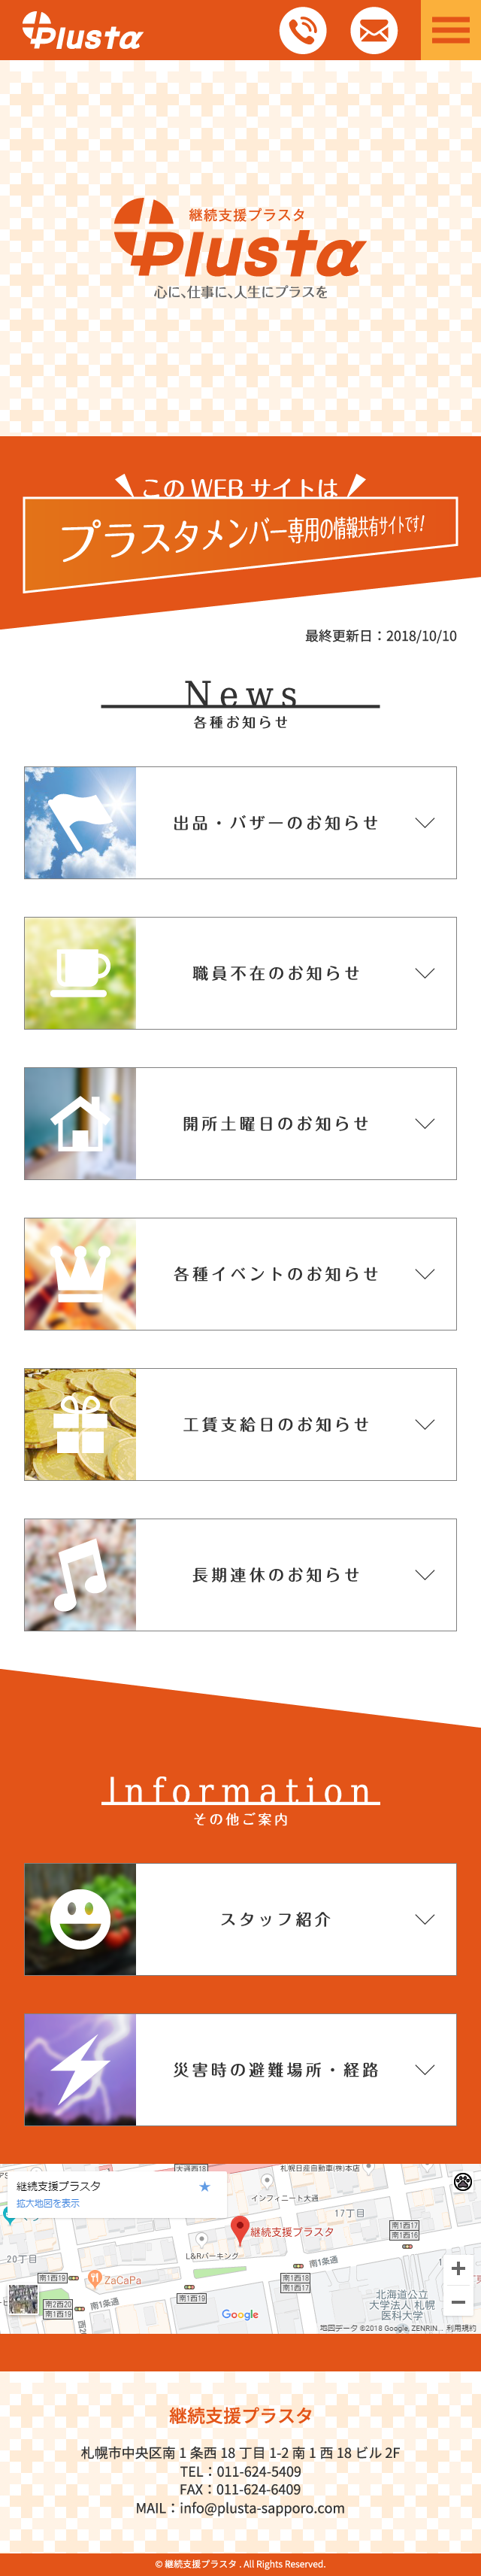 Plustα
継続支援プラスタ
Plustα
心に、仕事に、人生にプラスを
この WEB サイトは
プラスタメンバー専用の情報共有サイトです!
最終更新日：2018/10/10
News
各種お知らせ
出品・バザーのお知らせ
職員不在のお知らせ
開所土曜日のお知らせ
各種イベントのお知らせ
工賃支給日のお知らせ
長期連休のお知らせ
Information
その他ご案内
スタッフ紹介
災害時の避難場所・経路
大通西18
札幌日産自動車(株)本店
継続支援プラスタ
拡大地図を表示
インフィニート大通
17丁目
南1西17
南1西16
継続支援プラスタ
L&Rパーキング
20丁目
南1条通
ZaCaPa
南1西19
南1西18
南1西17
南1西19
南2西20
南1西19
南1条通
北海道公立
大学法人 札幌
医科大学
Google
地図データ ©2018 Google, ZENRIN
利用規約
継続支援プラスタ
札幌市中央区南 1 条西 18 丁目 1-2 南 1 西 18 ビル 2F
TEL：011-624-5409
FAX：011-624-6409
MAIL：info@plusta-sapporo.com
© 継続支援プラスタ . All Rights Reserved.